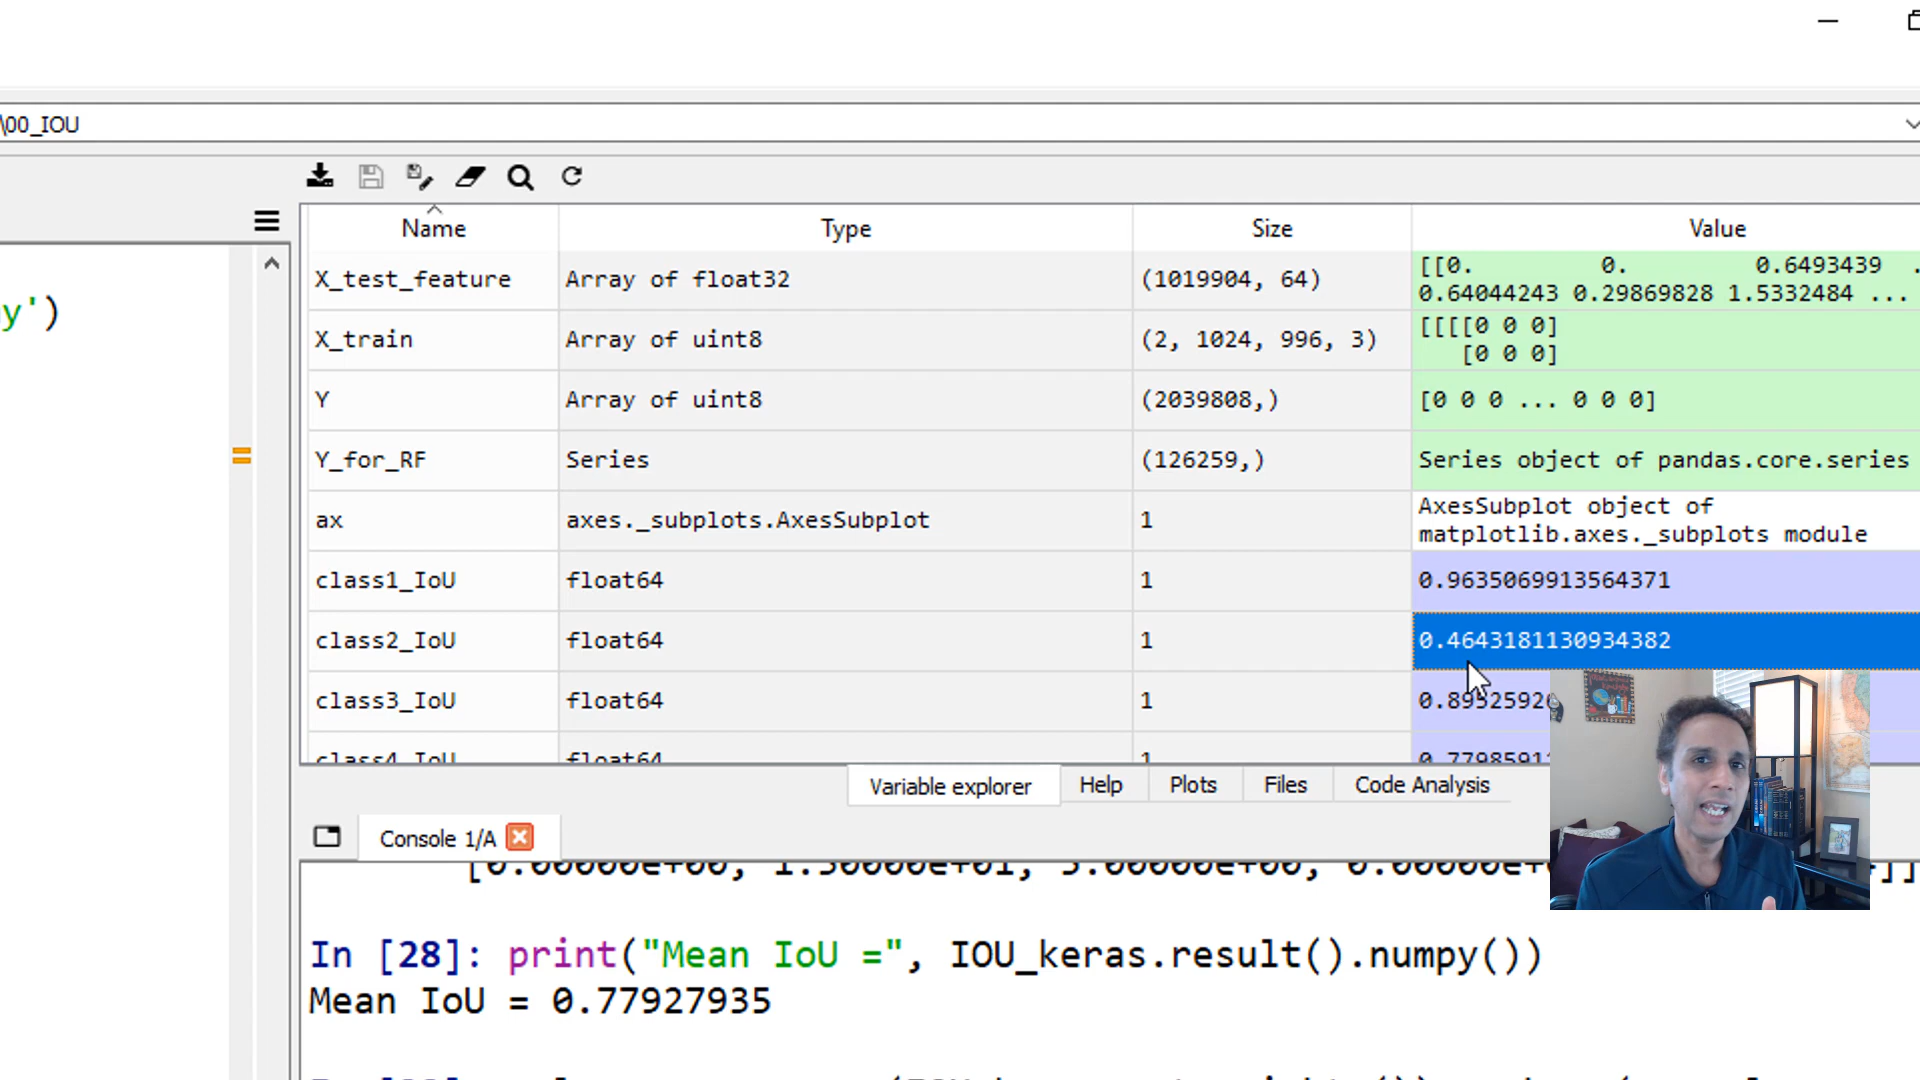 \00_IOU
Name Type Size Value
y')
X_test_feature Array of float32 (1019904, 64) [[0. 0. 0.6493439 .
0.64044243 0.29869828 1.5332484 ...
X_train Array of uint8 (2, 1024, 996, 3) [[[[0 0 0]
[0 0 0]
Y Array of uint8 (2039808,) [0 0 0 ... 0 0 0]
Y_for_RF Series (126259,) Series object of pandas.core.series
ax axes._subplots.AxesSubplot 1 AxesSubplot object of
matplotlib.axes._subplots module
class1_IoU float64 1 0.9635069913564371
class2_IoU float64 1 0.4643181130934382
class3_IoU float64 1
class4_IoU float64 1
Variable explorer Help Plots Files Code Analysis
Console 1/A
In [28]: print("Mean IoU =", IOU_keras.result().numpy())
Mean IoU = 0.77927935